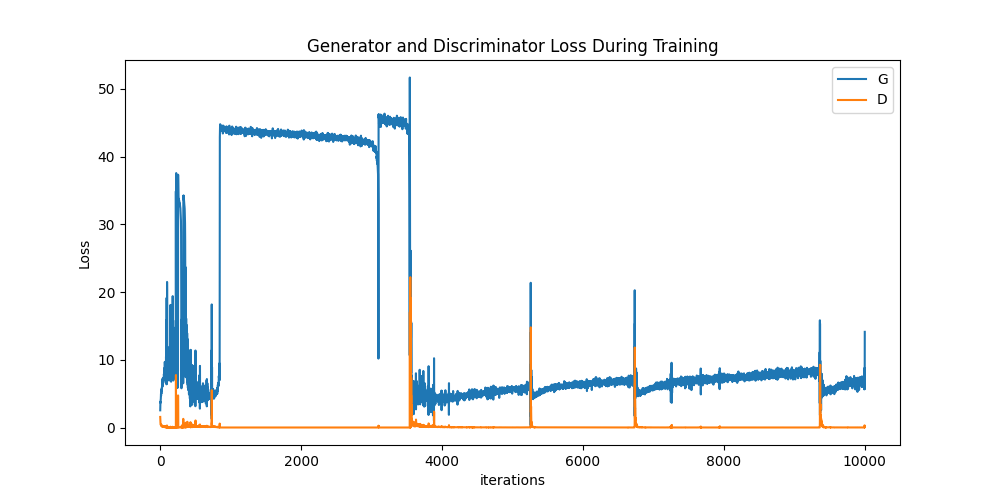 Generator and Discriminator Loss During Training
G
D
50
40
30
20
10
0
Loss
0 2000 4000 6000 8000 10000
iterations